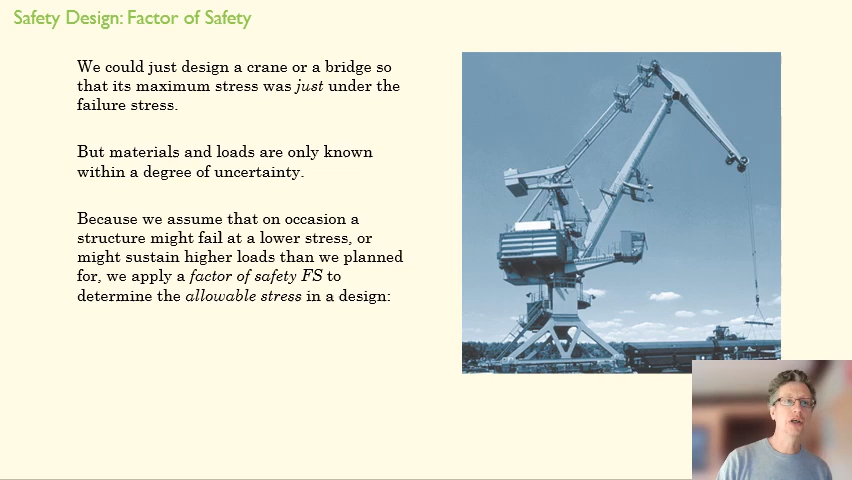 Safety Design: Factor of Safety
We could just design a crane or a bridge so
that its maximum stress was just under the
failure stress.
But materials and loads are only known
within a degree of uncertainty.
Because we assume that on occasion a
structure might fail at a lower stress, or
might sustain higher loads than we planned
for, we apply a factor of safety FS to
determine the allowable stress in a design: